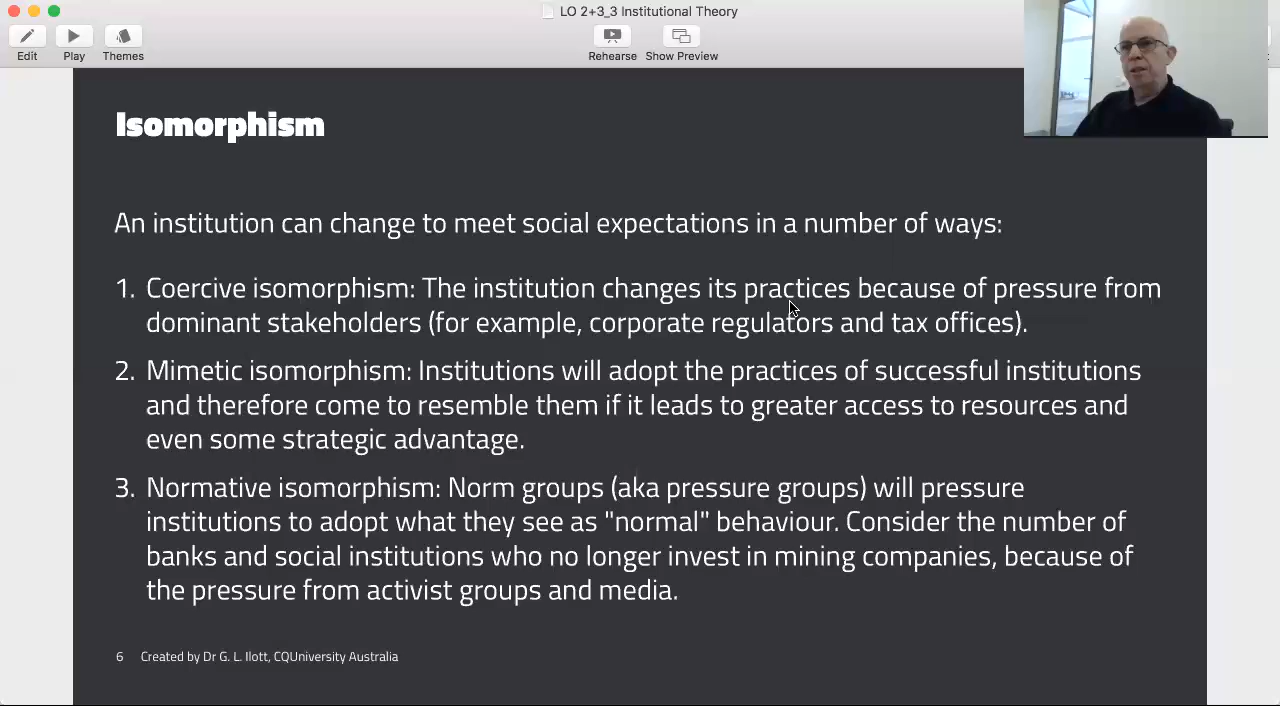 LO 2+3_3 Institutional Theory
Edit
Play
Themes
Rehearse
Show Preview
Isomorphism
An institution can change to meet social expectations in a number of ways:
1. Coercive isomorphism: The institution changes its practices because of pressure from
dominant stakeholders (for example, corporate regulators and tax offices).
2. Mimetic isomorphism: Institutions will adopt the practices of successful institutions
and therefore come to resemble them if it leads to greater access to resources and
even some strategic advantage.
3. Normative isomorphism: Norm groups (aka pressure groups) will pressure
institutions to adopt what they see as "normal" behaviour. Consider the number of
banks and social institutions who no longer invest in mining companies, because of
the pressure from activist groups and media.
6 Created by Dr G. L. Ilott, CQUniversity Australia